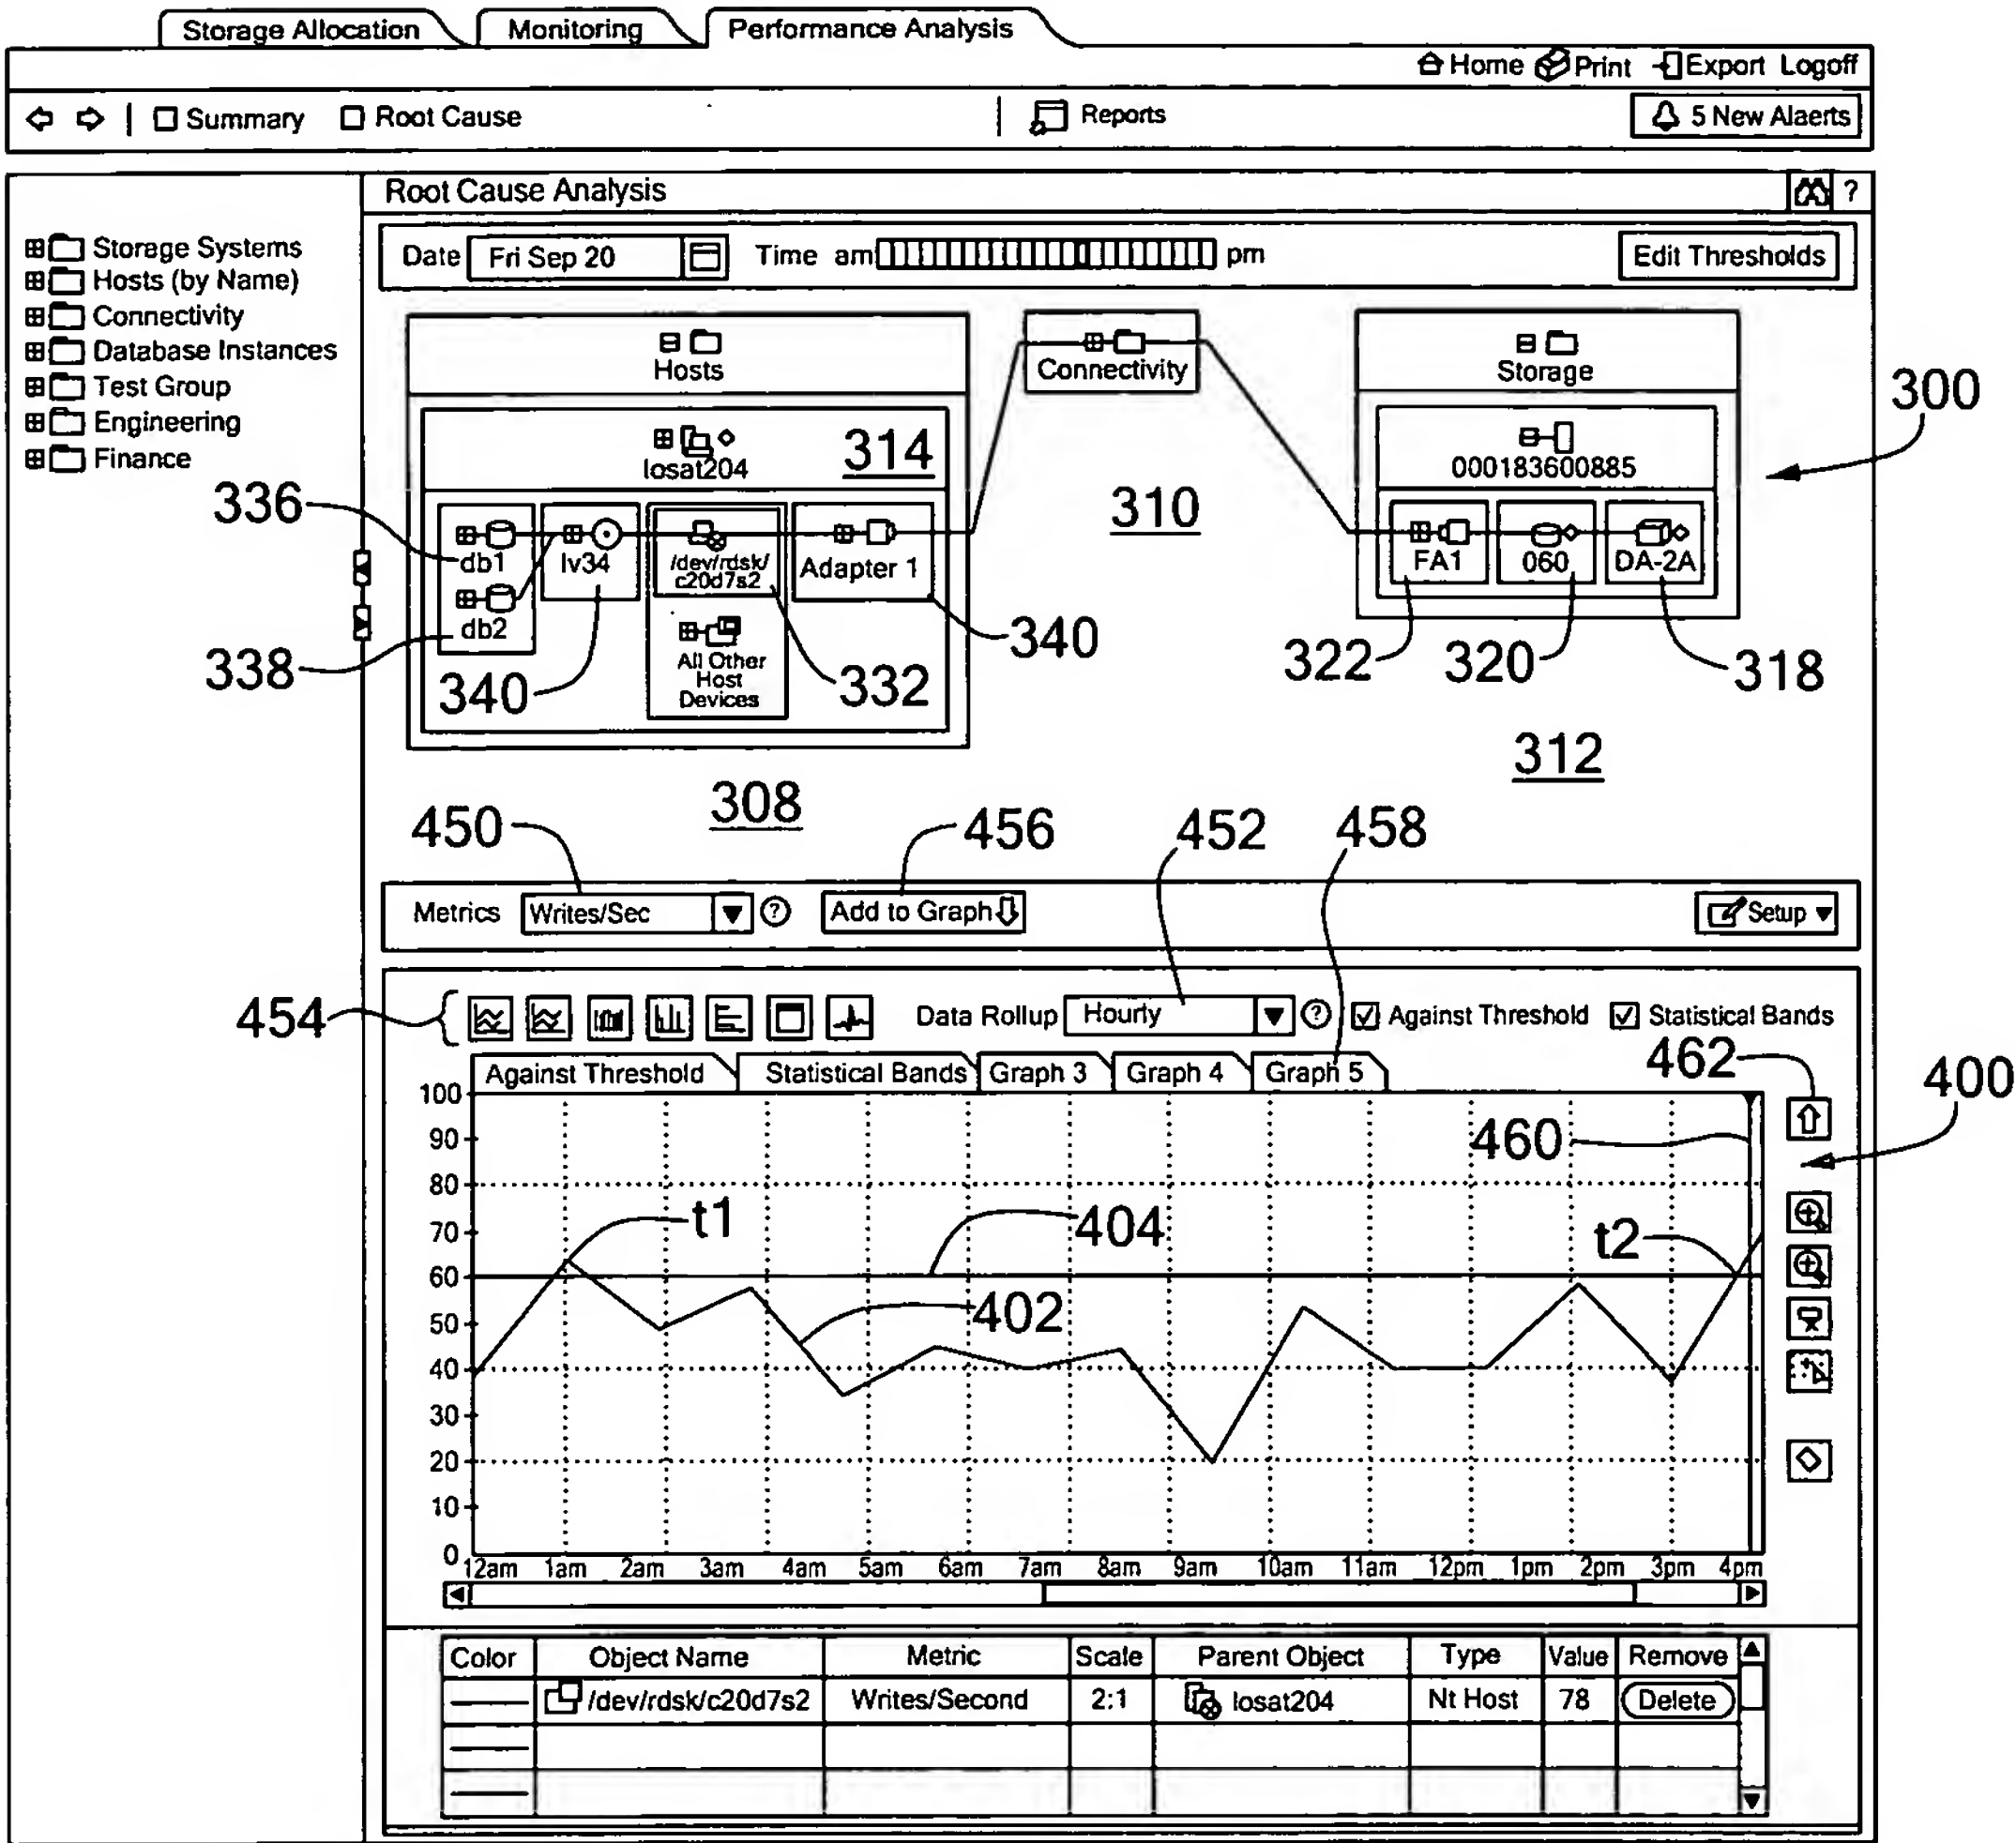 Storage Allocation Monitoring Performance Analysis
Home Print Export Logoff
Summary Root Cause Reports 5 New Alaerts
Root Cause Analysis ?
Storage Systems
Hosts (by Name)
Connectivity
Database Instances
Test Group
Engineering
Finance
Date Fri Sep 20 Time am pm Edit Thresholds
Hosts
Connectivity
Storage
300
losat204
314
000183600885
336
310
db1
lv34
/dev/rdsk/
c20d7s2
Adapter 1
FA1
060
DA-2A
db2
338
340
All Other
Host
Devices
332
340
322
320
318
312
308
450
456
452
458
Metrics Writes/Sec ? Add to Graph Setup
454
Data Rollup Hourly ? Against Threshold Statistical Bands
Against Threshold Statistical Bands Graph 3 Graph 4 Graph 5
462
400
100
90
80
70
60
50
40
30
20
10
0
460
t1
404
t2
402
12am 1am 2am 3am 4am 5am 6am 7am 8am 9am 10am 11am 12pm 1pm 2pm 3pm 4pm
Color Object Name Metric Scale Parent Object Type Value Remove
/dev/rdsk/c20d7s2 Writes/Second 2:1 losat204 Nt Host 78 Delete